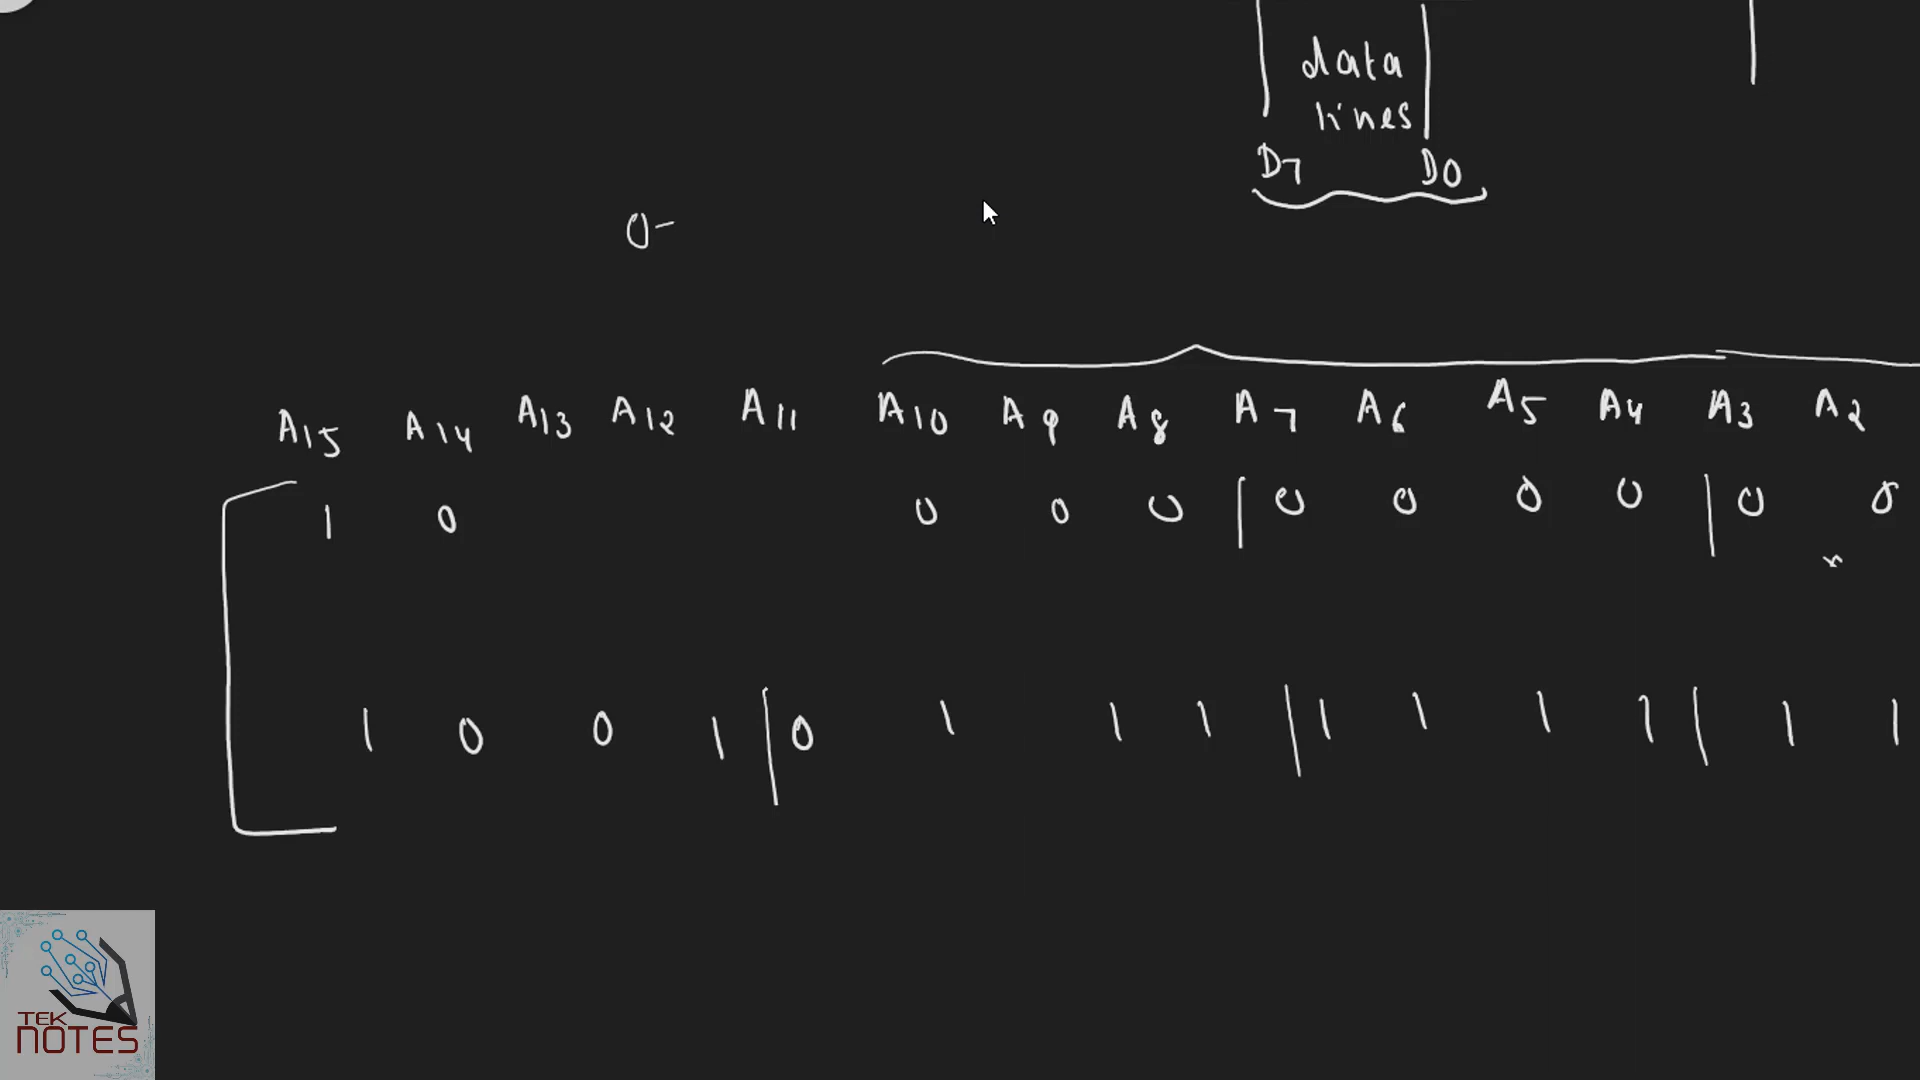 data
lines
D7 D0
0-
A15 A14 A13 A12 A11 A10 A9 A8 A7 A6 A5 A4 A3 A2
1 0 0 0 0 | 0 0 0 0 | 0 0
1 0 0 1 | 0 1 1 1 | 1 1 1 1 | 1 1
TEK
NOTES